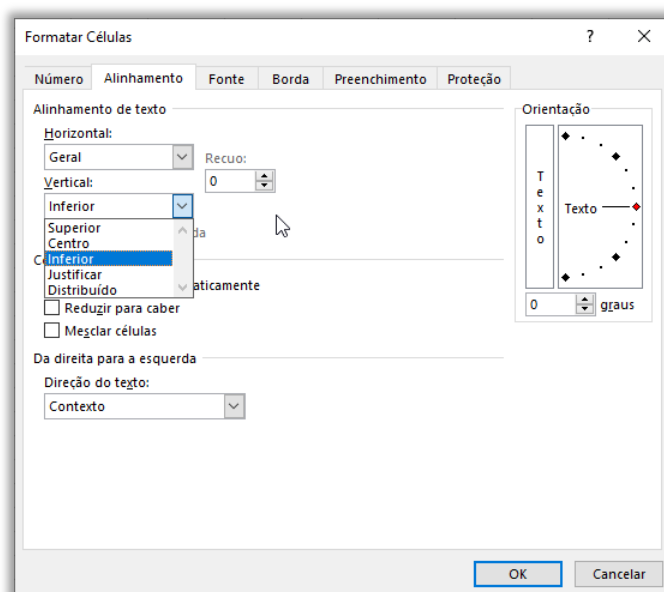 Formatar Células ?
Número Alinhamento Fonte Borda Preenchimento Proteção
Alinhamento de texto
Horizontal:
Geral
Recuo:
0
Vertical:
Inferior
Superior
Centro
Inferior
Justificar
Distribuído
Reduzir para caber
Mesclar células
Da direita para a esquerda
Direção do texto:
Contexto
Orientação
Texto
Texto
0 graus
OK Cancelar